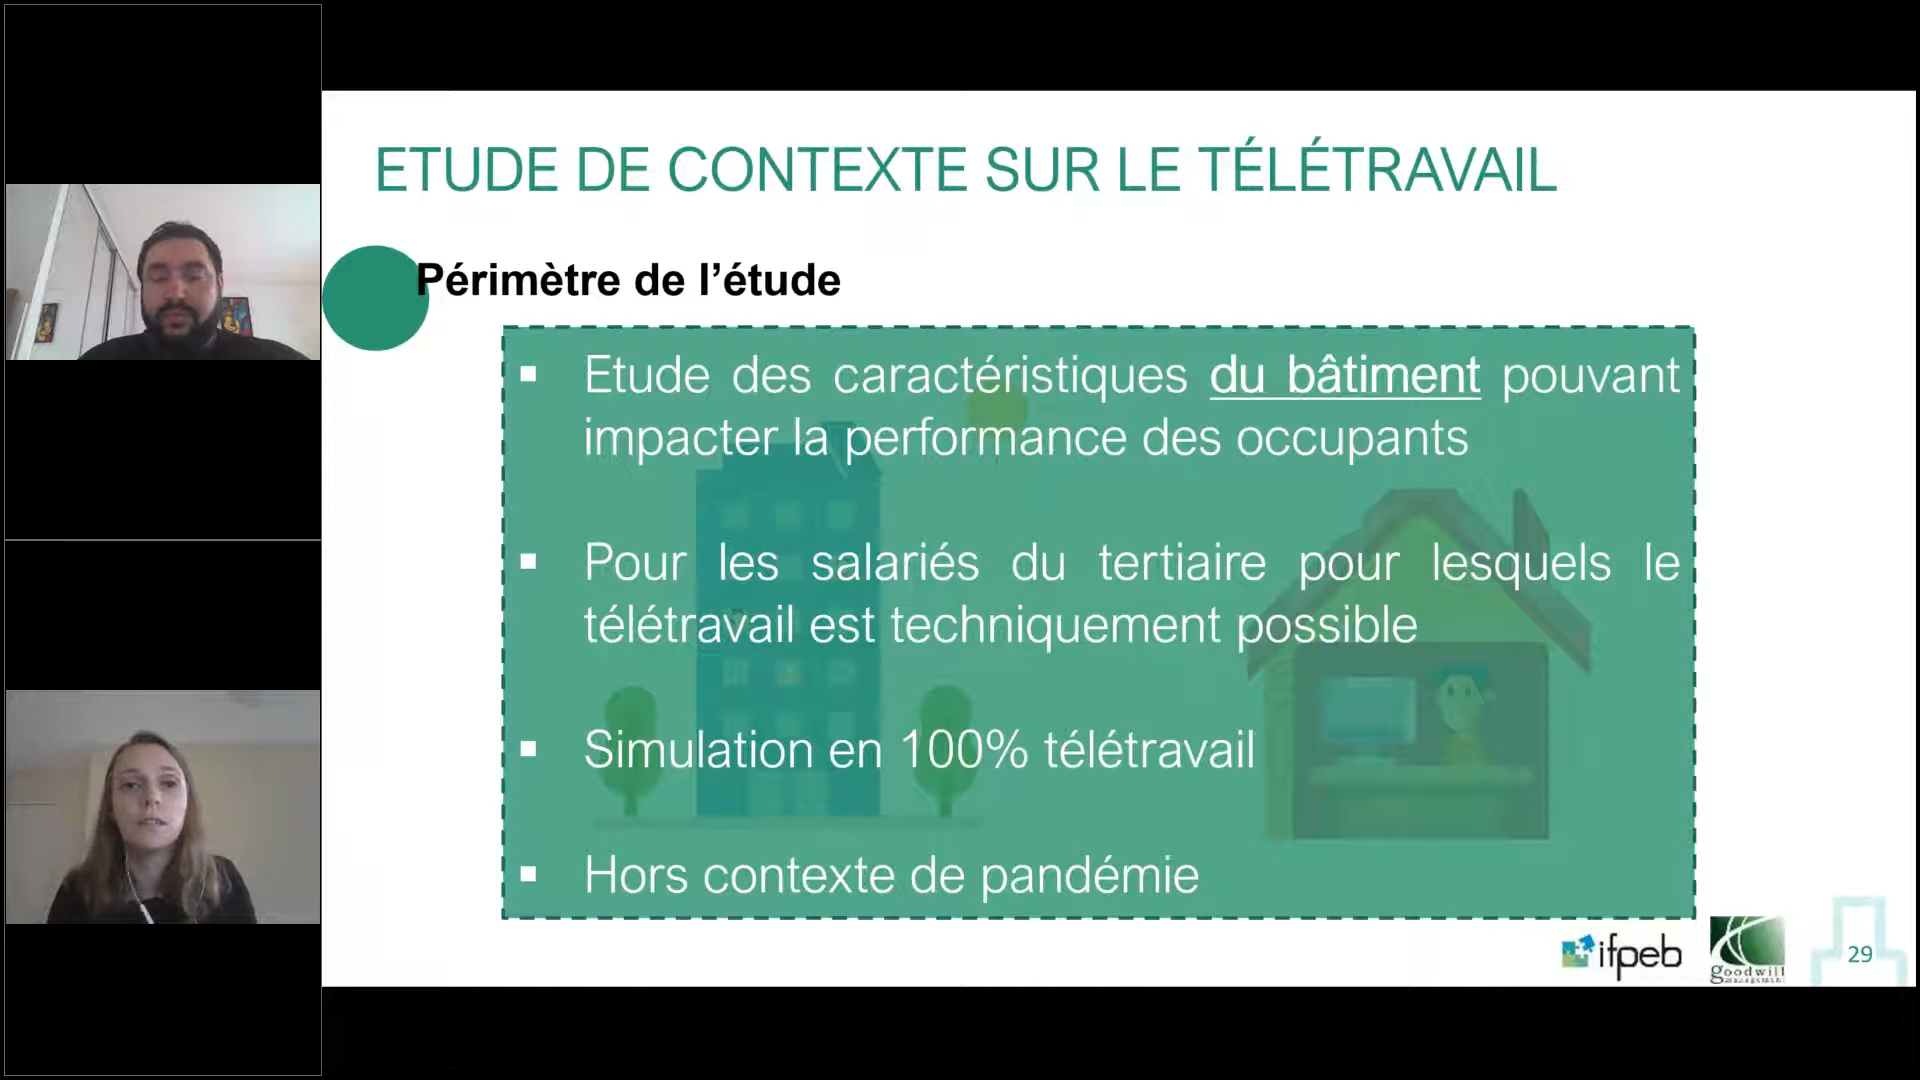 ETUDE DE CONTEXTE SUR LE TÉLÉTRAVAIL
Périmètre de l’étude
▪ Etude des caractéristiques du bâtiment pouvant
impacter la performance des occupants
▪ Pour les salariés du tertiaire pour lesquels le
télétravail est techniquement possible
▪ Simulation en 100% télétravail
▪ Hors contexte de pandémie
ifpeb
goodwill
management
29